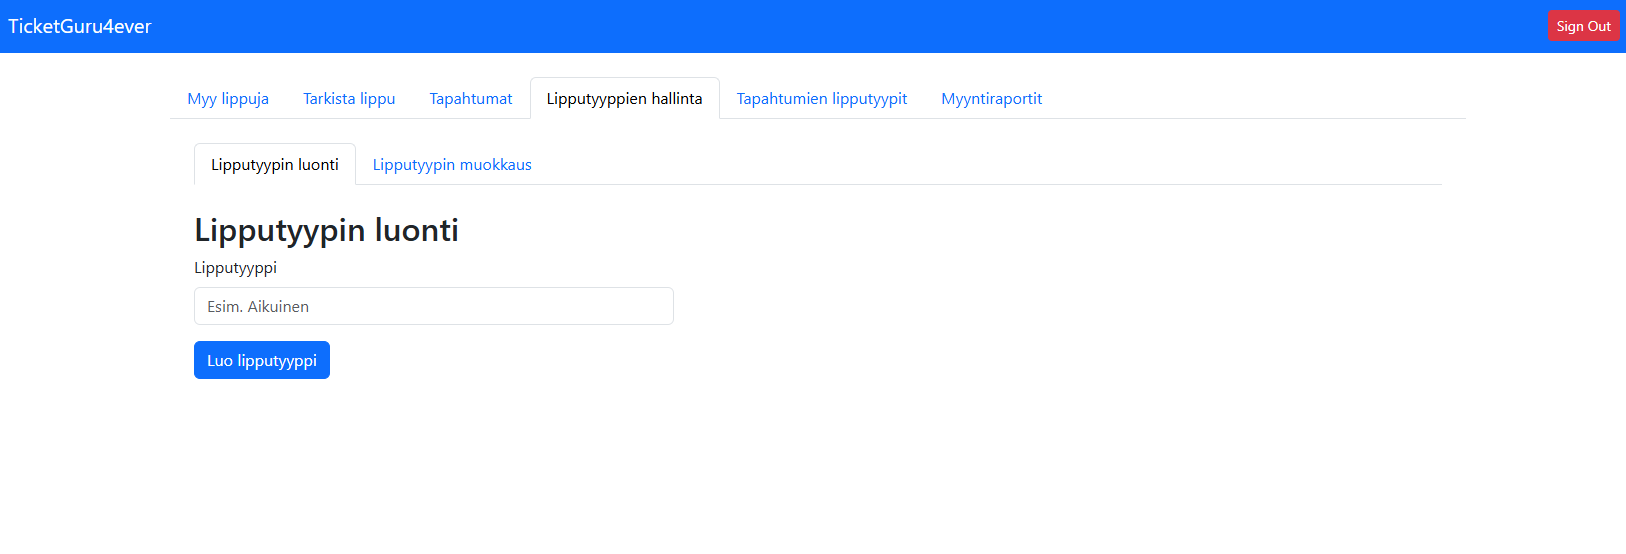 TicketGuru4ever Sign Out
Myy lippuja Tarkista lippu Tapahtumat Lipputyyppien hallinta Tapahtumien lipputyypit Myyntiraportit
Lipputyypin luonti Lipputyypin muokkaus
Lipputyypin luonti
Lipputyyppi
Esim. Aikuinen
Luo lipputyyppi